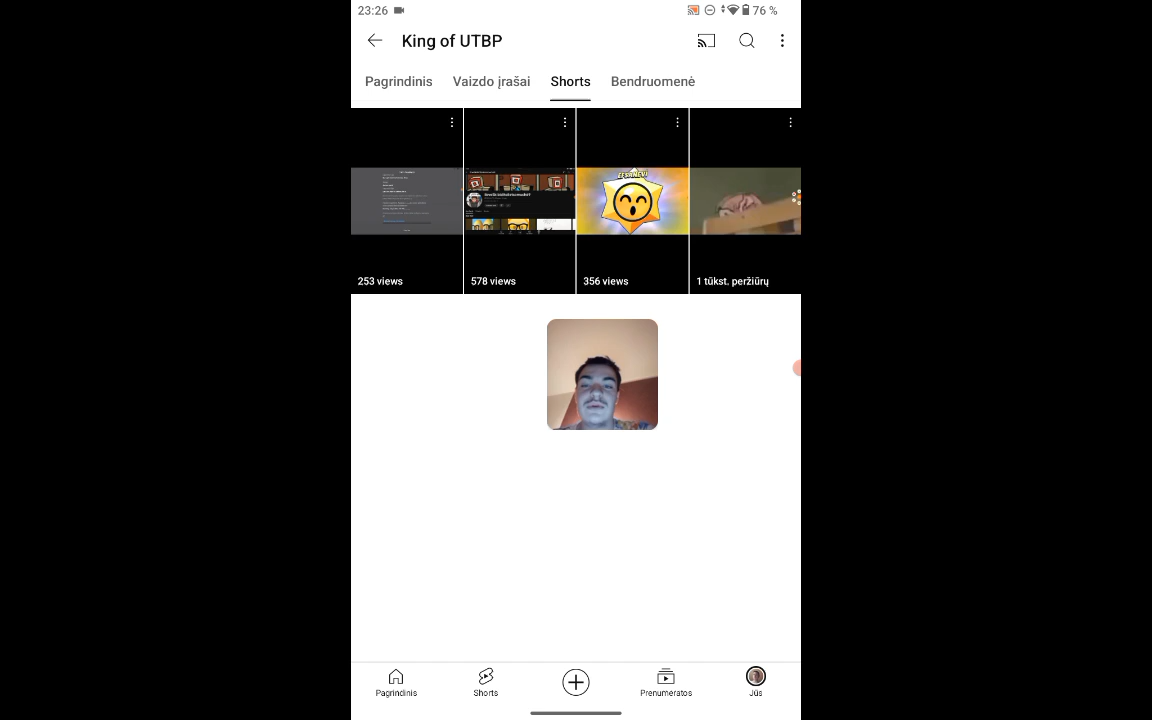 23:26 76 %
King of UTBP
Pagrindinis Vaizdo įrašai Shorts Bendruomenė
253 views 578 views 356 views 1 tūkst. peržiūrų
Pagrindinis Shorts Prenumeratos Jūs